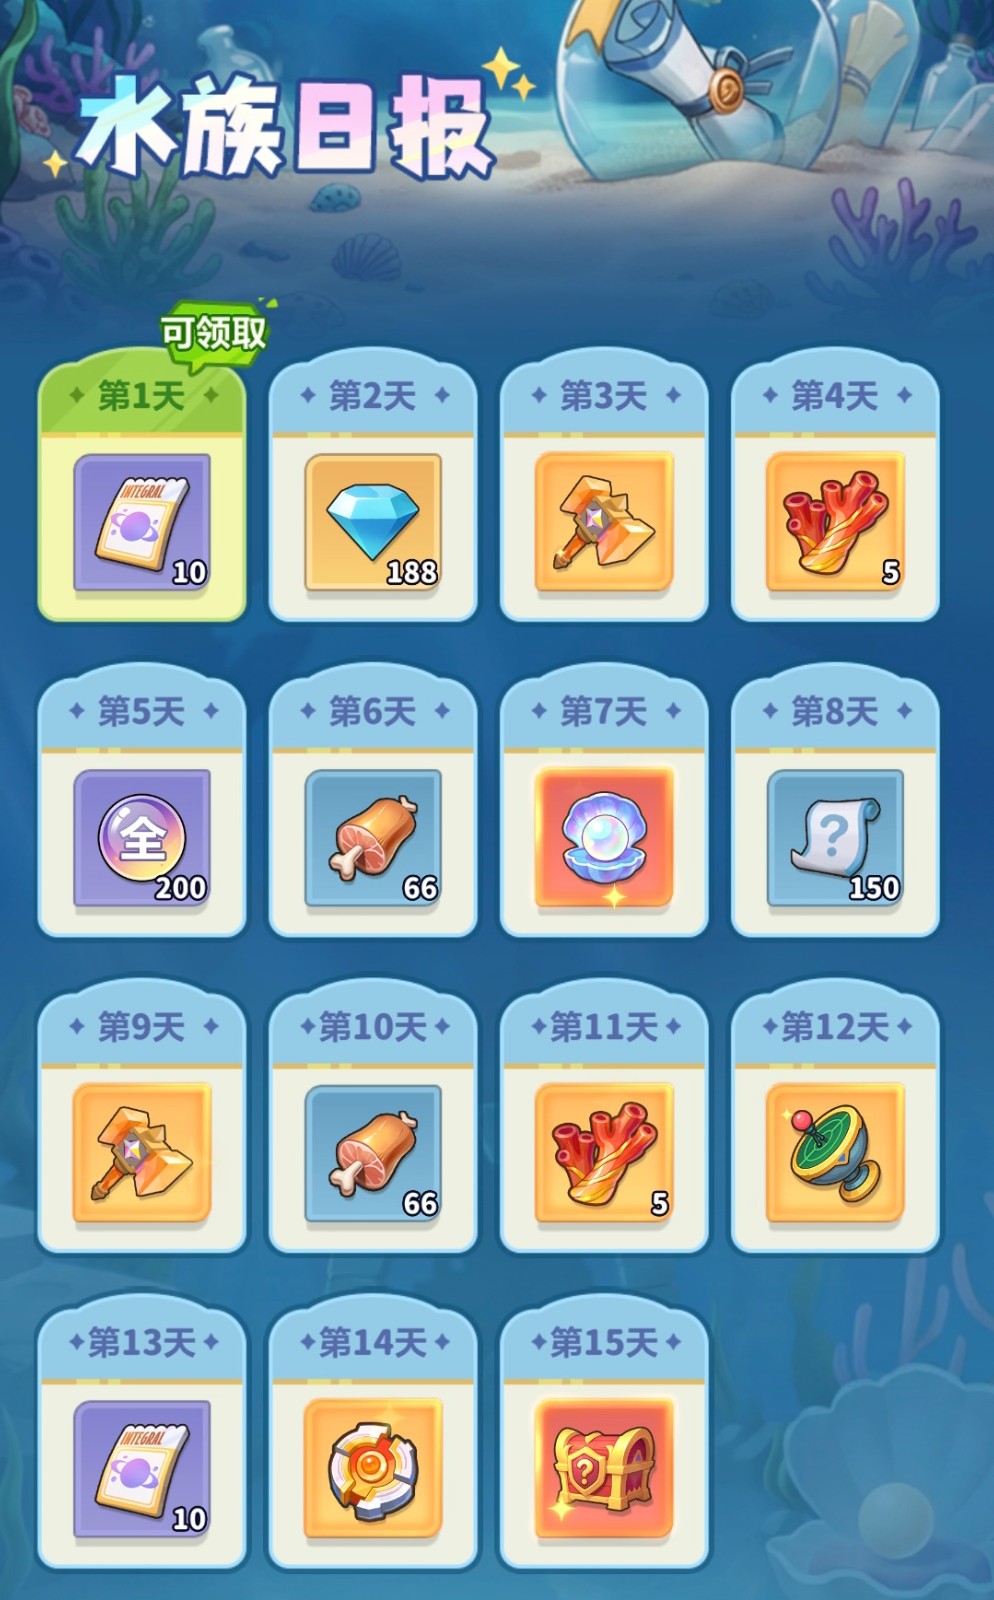 水族日报
可领取
第1天
第2天
第3天
第4天
INTEGRAL
10
188
5
第5天
第6天
第7天
第8天
全
200
66
?
150
第9天
第10天
第11天
第12天
66
5
第13天
第14天
第15天
INTEGRAL
10
?